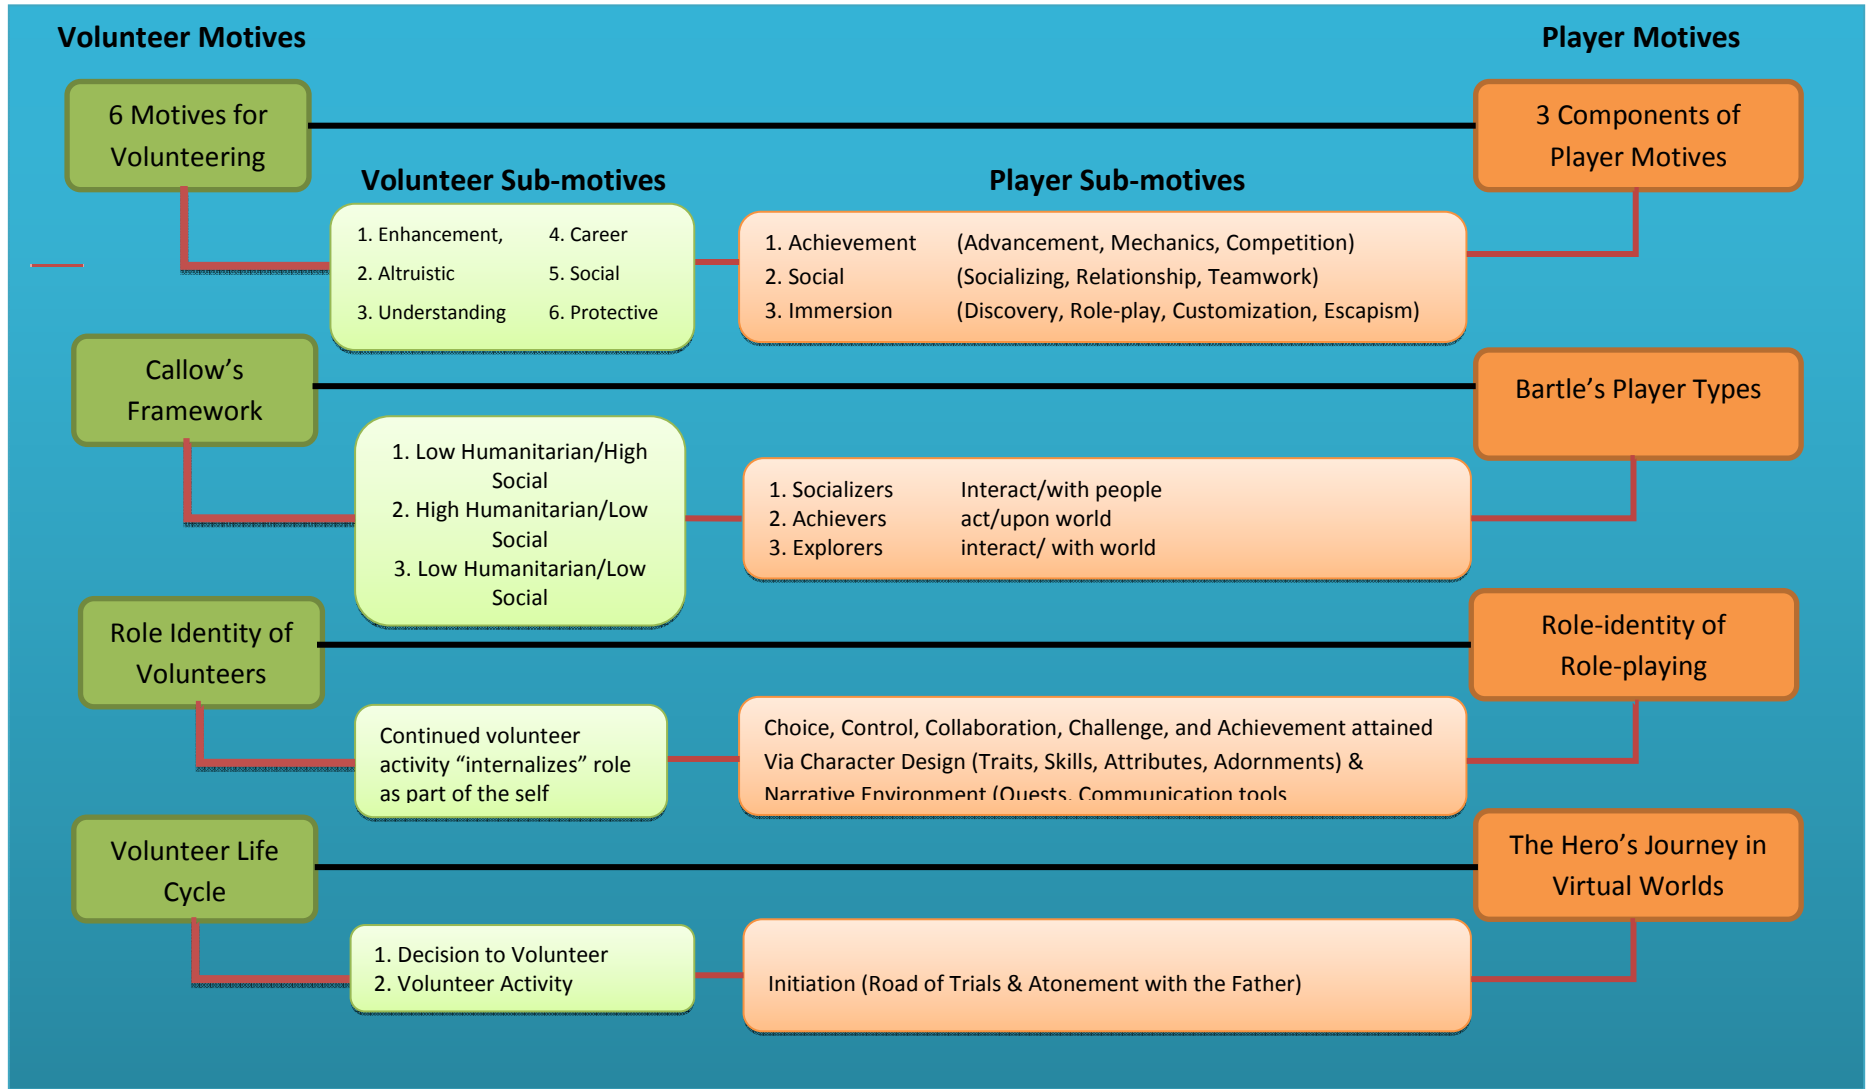 Volunteer Motives
Player Motives
6 Motives for
Volunteering
3 Components of
Player Motives
Volunteer Sub-motives
Player Sub-motives
1. Enhancement,
4. Career
2. Altruistic
5. Social
3. Understanding
6. Protective
1. Achievement (Advancement, Mechanics, Competition)
2. Social (Socializing, Relationship, Teamwork)
3. Immersion (Discovery, Role-play, Customization, Escapism)
Callow’s
Framework
Bartle’s Player Types
1. Low Humanitarian/High
Social
2. High Humanitarian/Low
Social
3. Low Humanitarian/Low
Social
1. Socializers Interact/with people
2. Achievers act/upon world
3. Explorers interact/ with world
Role Identity of
Volunteers
Role-identity of
Role-playing
Continued volunteer
activity “internalizes” role
as part of the self
Choice, Control, Collaboration, Challenge, and Achievement attained
Via Character Design (Traits, Skills, Attributes, Adornments) &
Narrative Environment (Quests, Communication tools
Volunteer Life
Cycle
The Hero’s Journey in
Virtual Worlds
1. Decision to Volunteer
2. Volunteer Activity
Initiation (Road of Trials & Atonement with the Father)